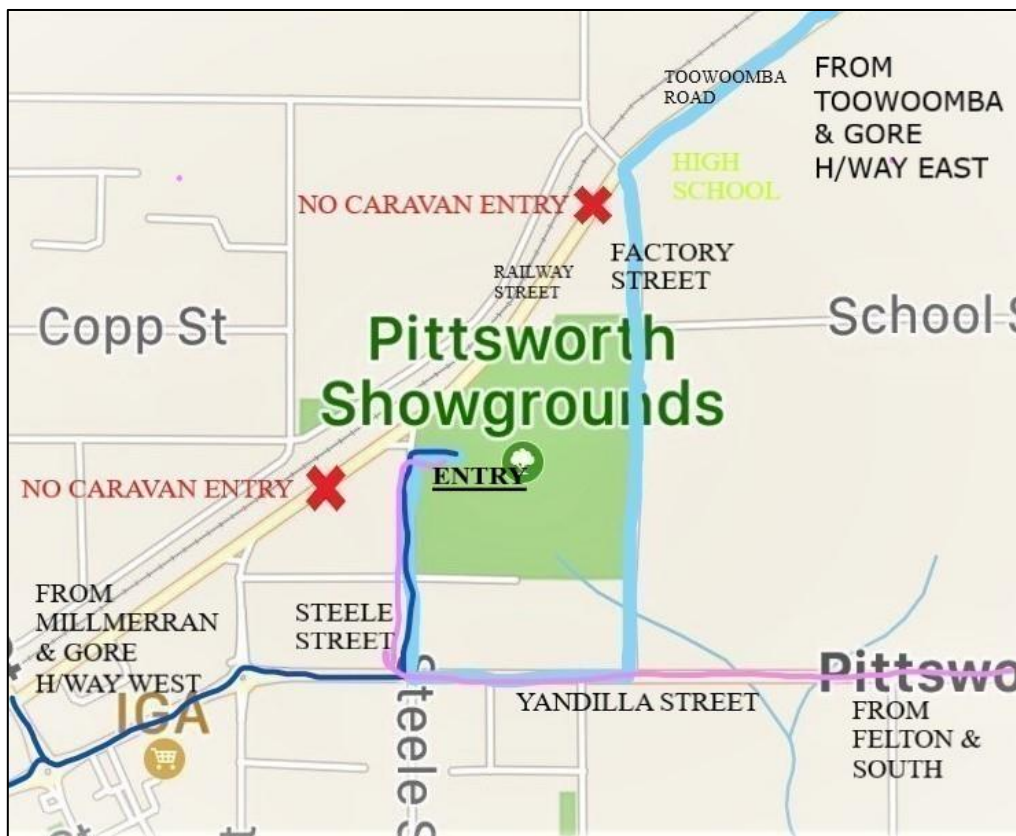 TOOWOOMBA
ROAD
FROM
TOOWOOMBA
& GORE
H/WAY EAST
HIGH
SCHOOL
NO CARAVAN ENTRY
FACTORY
STREET
RAILWAY
STREET
Copp St
School S
Pittsworth
Showgrounds
ENTRY
NO CARAVAN ENTRY
FROM
MILLMERRAN
& GORE
H/WAY WEST
STEELE
STREET
IGA
Steele S
YANDILLA STREET
Pittswo
FROM
FELTON &
SOUTH